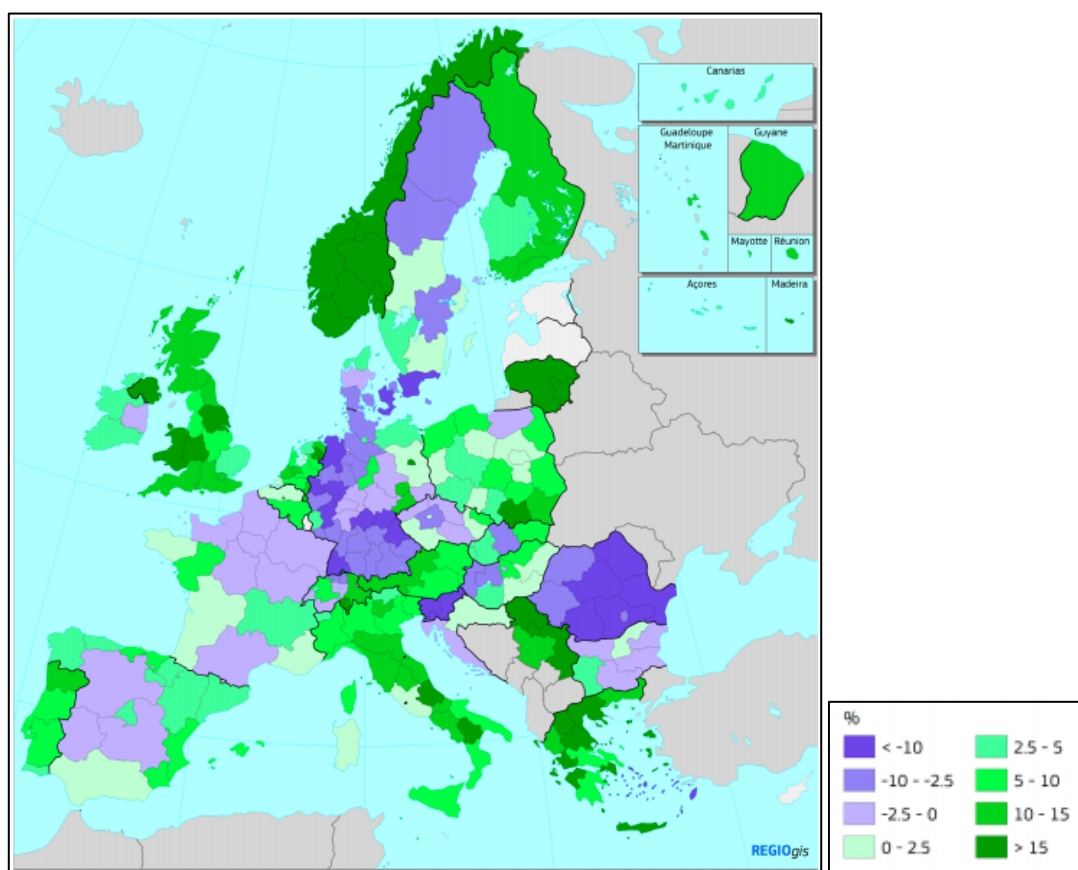 Canarias
Guadeloupe
Martinique
Guyane
Mayotte
Réunion
Açores
Madeira
REGIOgis
%
< -10
-10 - -2.5
-2.5 - 0
0 - 2.5
2.5 - 5
5 - 10
10 - 15
> 15